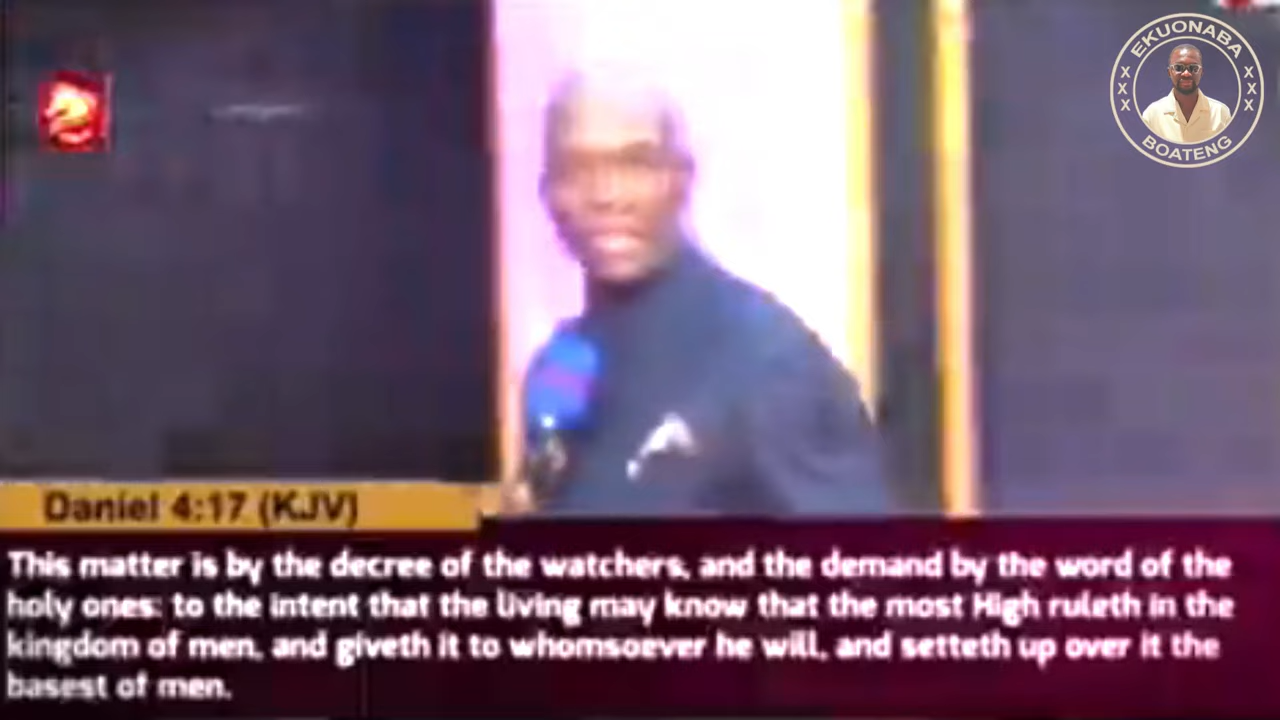 EKUONABA
XXX XXX
BOATENG
Daniel 4:17 (KJV)
This matter is by the decree of the watchers, and the demand by the word of the
holy ones: to the intent that the living may know that the most High ruleth in the
kingdom of men, and giveth it to whomsoever he will, and setteth up over it the
basest of men.